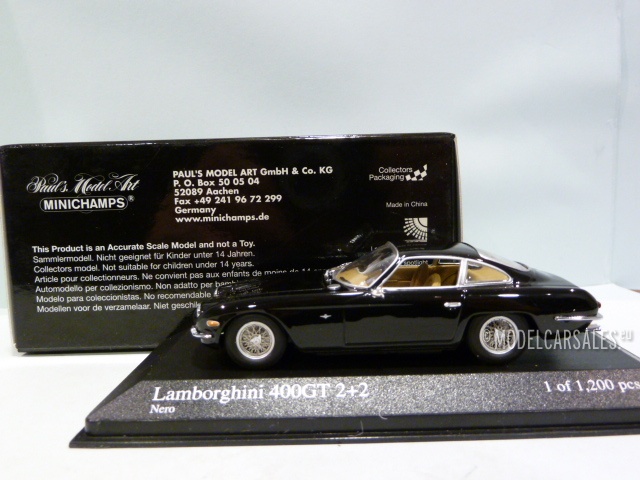 Paul's Model Art
MINICHAMPS®
PAUL'S MODEL ART GmbH & Co. KG
P. O. Box 50 05 04
52089 Aachen
Fax +49 241 96 72 299
Germany
www.minichamps.de
Collectors
Packaging
Made in China
This Product is an Accurate Scale Model and not a Toy.
Sammlermodell. Nicht geeignet für Kinder unter 14 Jahren.
Collectors model. Not suitable for children under 14 years.
Article pour collectionneurs. Ne convient pas aux enfants de moins de 14
Automodello per collezionismo. Non adatto per
Modelo para coleccionistas. No recomendable
Modellen voor de verzamelaar. Niet
Spotlight
MODELCARSALES.eu
Lamborghini 400GT 2+2
Nero
1 of 1,200 pcs